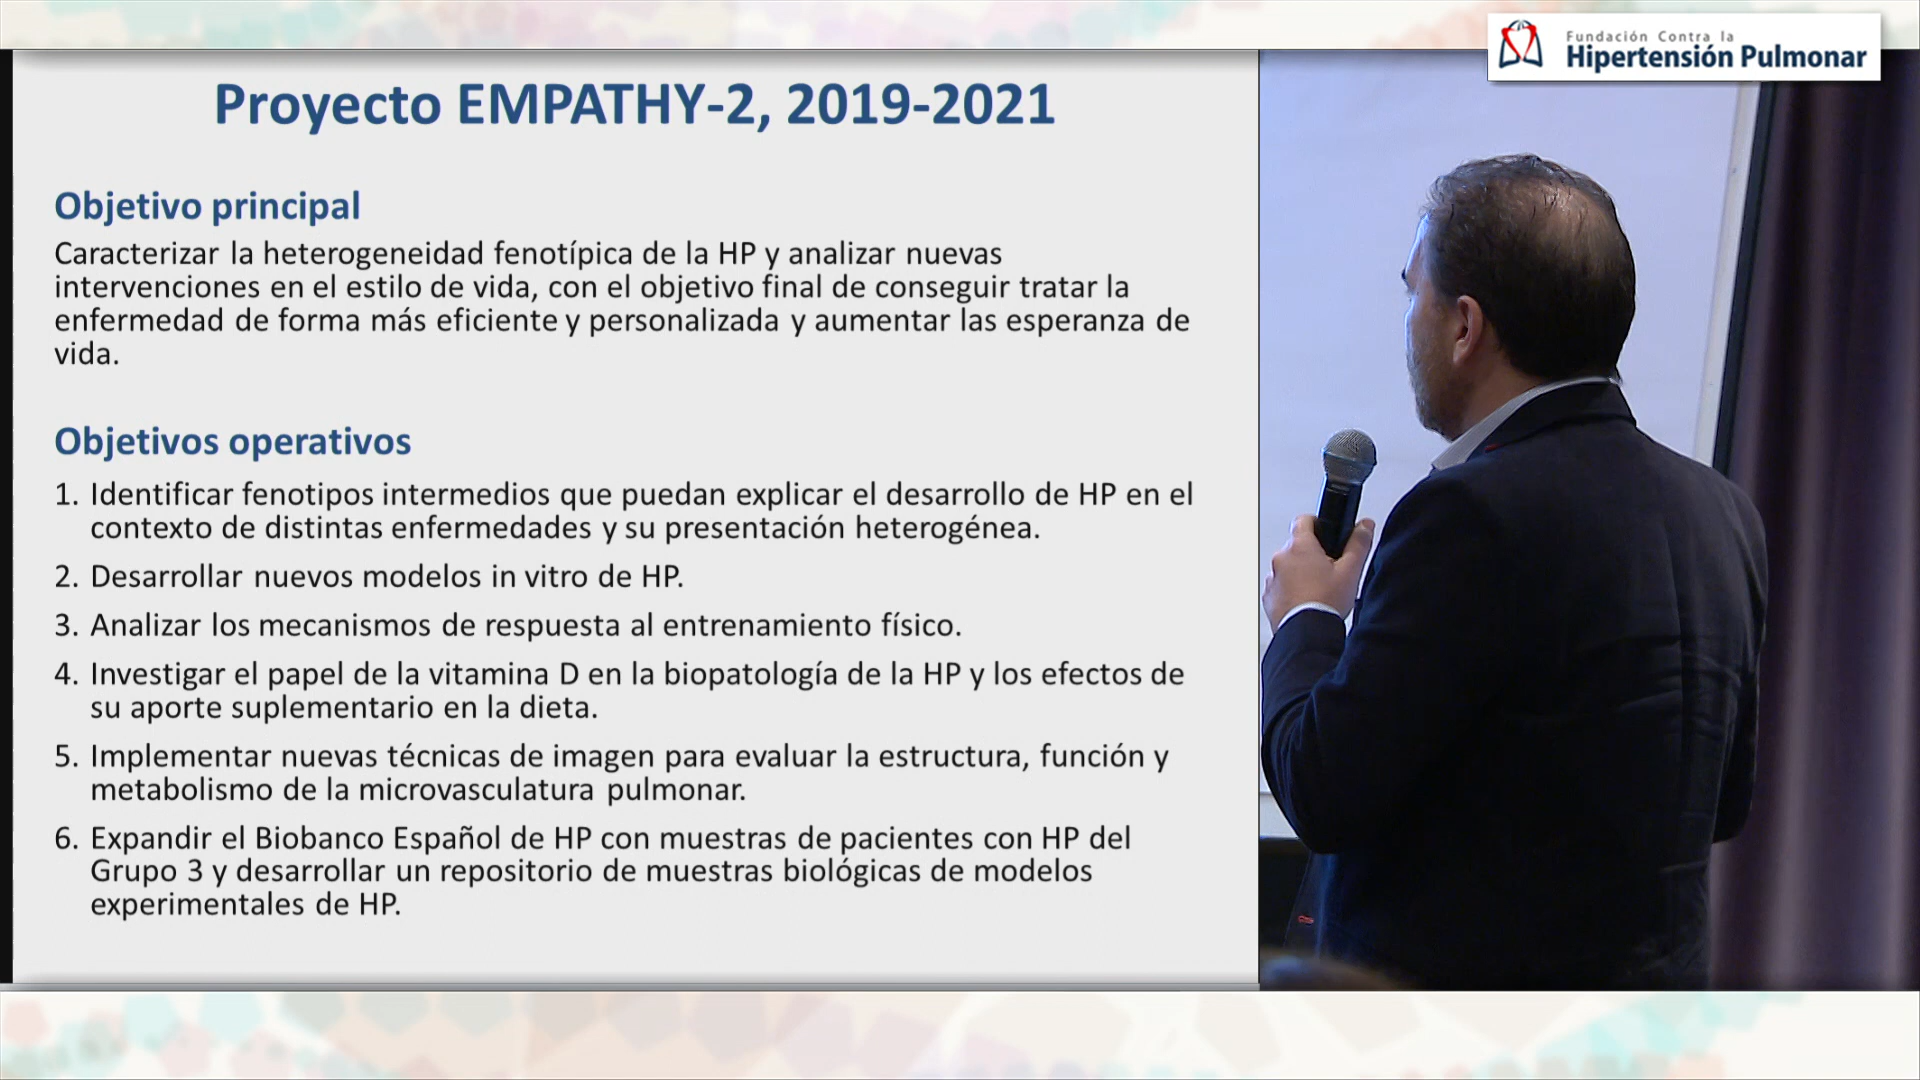 Fundación Contra la
Hipertensión Pulmonar
Proyecto EMPATHY-2, 2019-2021
Objetivo principal
Caracterizar la heterogeneidad fenotípica de la HP y analizar nuevas
intervenciones en el estilo de vida, con el objetivo final de conseguir tratar la
enfermedad de forma más eficiente y personalizada y aumentar las esperanza de
vida.
Objetivos operativos
1. Identificar fenotipos intermedios que puedan explicar el desarrollo de HP en el
contexto de distintas enfermedades y su presentación heterogénea.
2. Desarrollar nuevos modelos in vitro de HP.
3. Analizar los mecanismos de respuesta al entrenamiento físico.
4. Investigar el papel de la vitamina D en la biopatología de la HP y los efectos de
su aporte suplementario en la dieta.
5. Implementar nuevas técnicas de imagen para evaluar la estructura, función y
metabolismo de la microvasculatura pulmonar.
6. Expandir el Biobanco Español de HP con muestras de pacientes con HP del
Grupo 3 y desarrollar un repositorio de muestras biológicas de modelos
experimentales de HP.